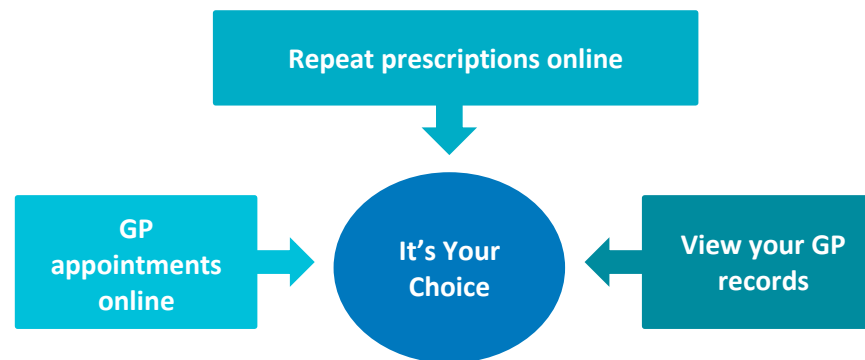 Repeat prescriptions online
GP
appointments
online
It’s Your
Choice
View your GP
records